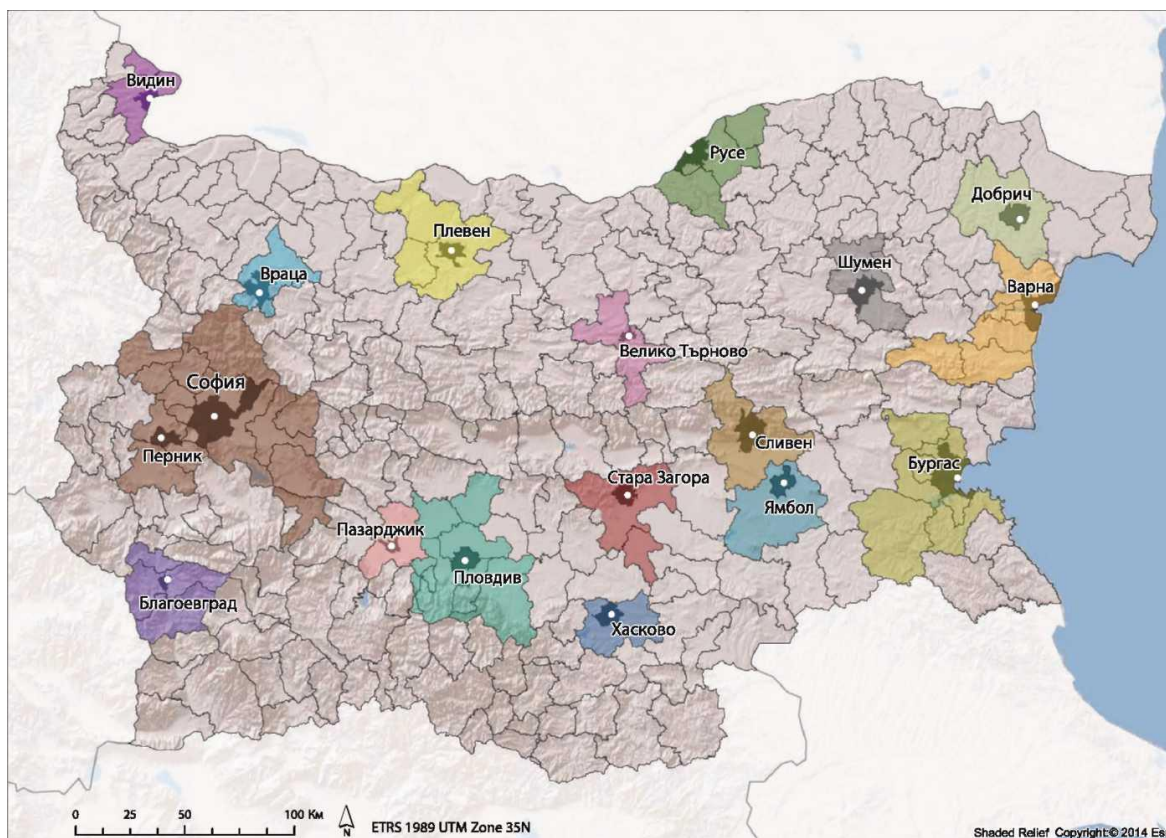 Видин
Русе
Добрич
Плевен
Шумен
Враца
Варна
Велико Търново
София
Сливен
Перник
Бургас
Стара Загора
Ямбол
Пазарджик
Пловдив
Благоевград
Хасково
0 25 50 100 Км
N
ETRS 1989 UTM Zone 35N
Shaded Relief Copyright:© 2014 Es